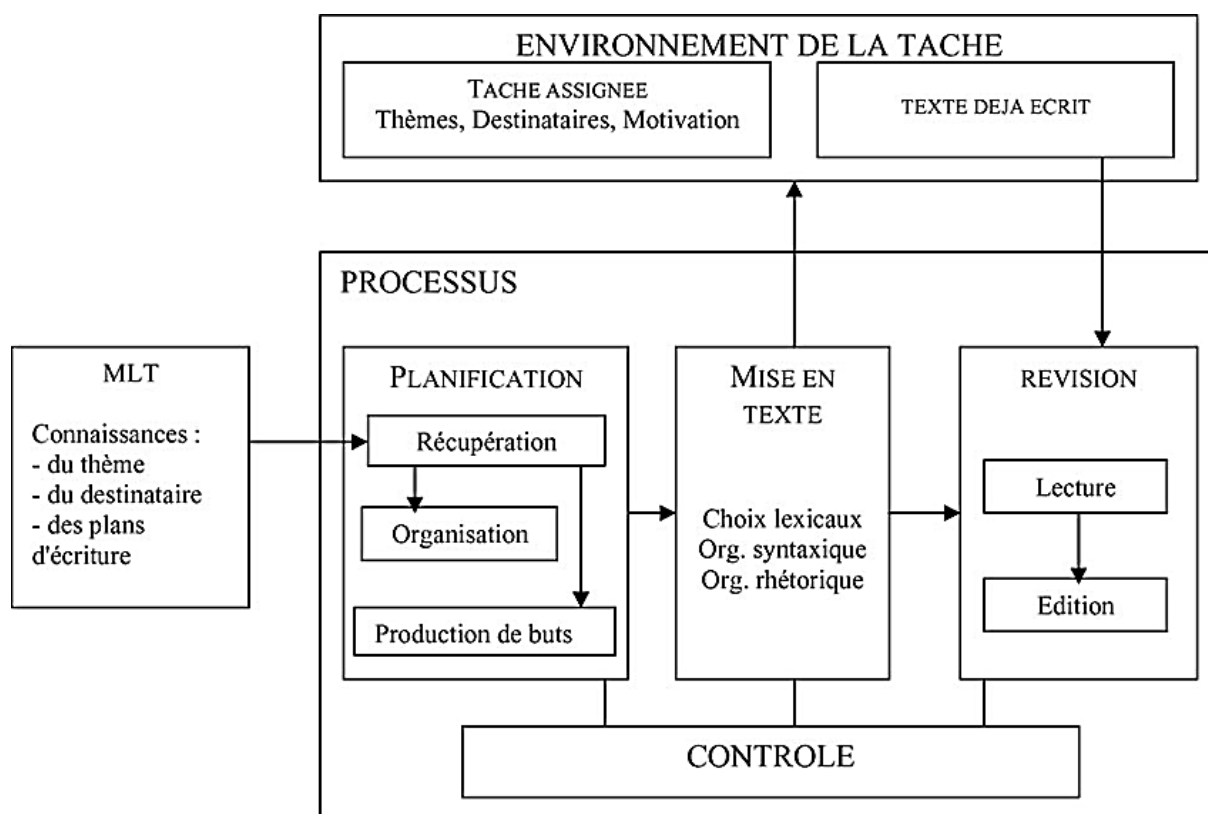 ENVIRONNEMENT DE LA TACHE
TACHE ASSIGNEE
Thèmes, Destinataires, Motivation
TEXTE DEJA ECRIT
PROCESSUS
MLT
Connaissances :
- du thème
- du destinataire
- des plans
d'écriture
PLANIFICATION
Récupération
Organisation
Production de buts
MISE EN
TEXTE
Choix lexicaux
Org. syntaxique
Org. rhétorique
REVISION
Lecture
Edition
CONTROLE